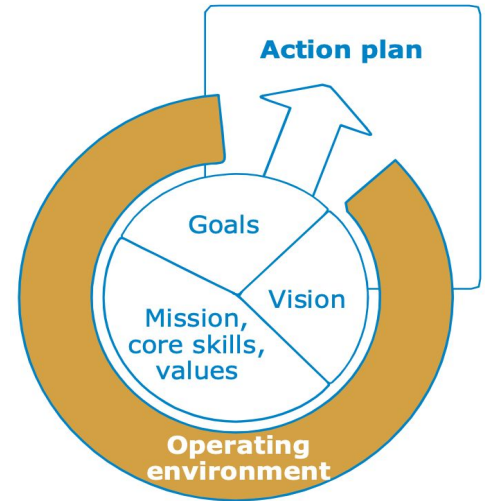 Action plan
Goals
Vision
Mission,
core skills,
values
Operating
environment